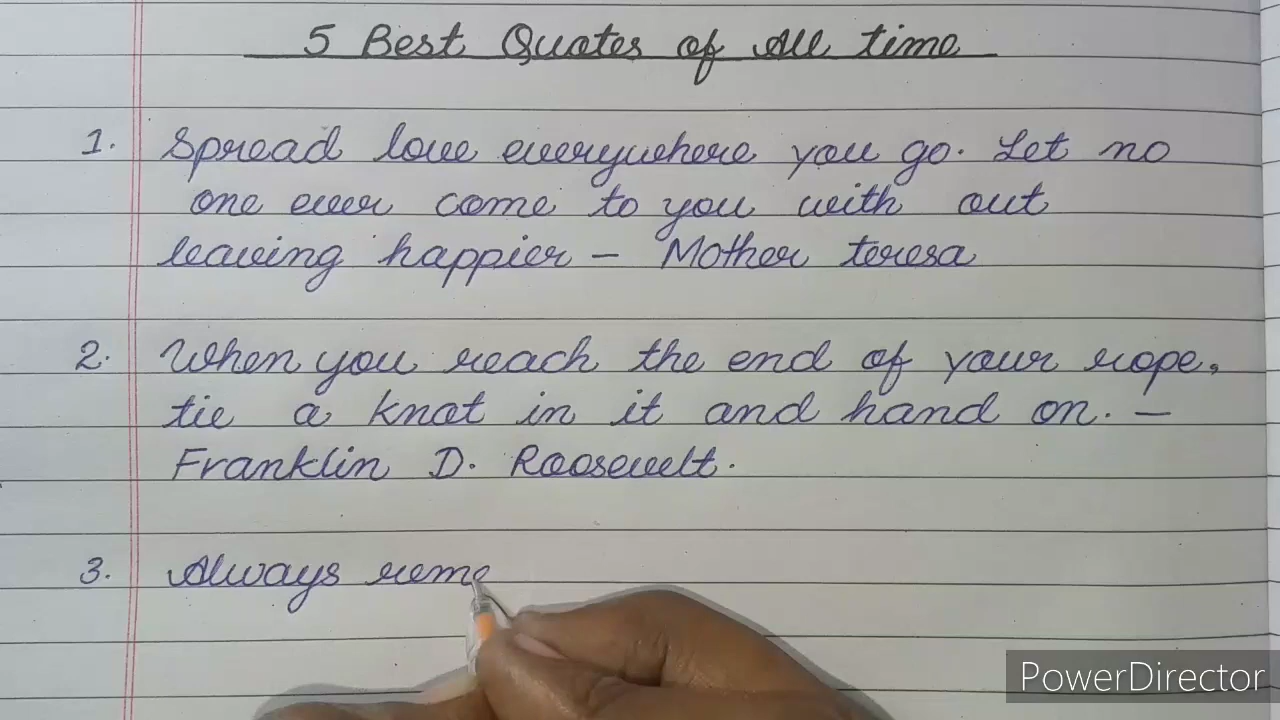 5 Best Quotes of All time
1. Spread love everywhere you go. Let no
one ever come to you with out
leaving happier - Mother teresa
2. When you reach the end of your rope,
tie a knot in it and hand on. -
Franklin D. Roosevelt.
3. Always reme
PowerDirector